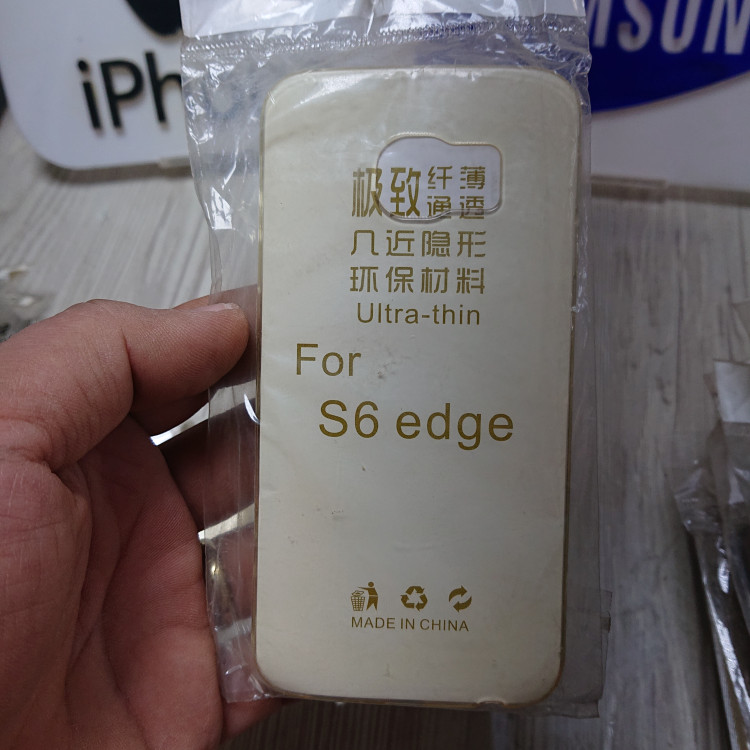 iPh
MSUN
极致纤薄
通透
几近隐形
环保材料
Ultra-thin
For
S6 edge
MADE IN CHINA